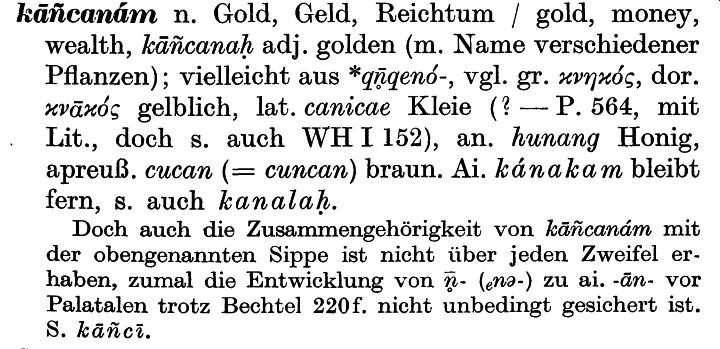 kāñcanám n. Gold, Geld, Reichtum / gold, money,
wealth, kāñcanaḥ adj. golden (m. Name verschiedener
Pflanzen); vielleicht aus *qn̥̄qenó-, vgl. gr. κνηκός, dor.
κνᾱκός gelblich, lat. canicae Kleie (? — P. 564, mit
Lit., doch s. auch WH I 152), an. hunang Honig,
apreuß. cucan (= cuncan) braun. Ai. kánakam bleibt
fern, s. auch kanalaḥ.
Doch auch die Zusammengehörigkeit von kāñcanám mit
der obengenannten Sippe ist nicht über jeden Zweifel er-
haben, zumal die Entwicklung von n̥̄- (ₑnə-) zu ai. -ān- vor
Palatalen trotz Bechtel 220f. nicht unbedingt gesichert ist.
S. kāñcī.